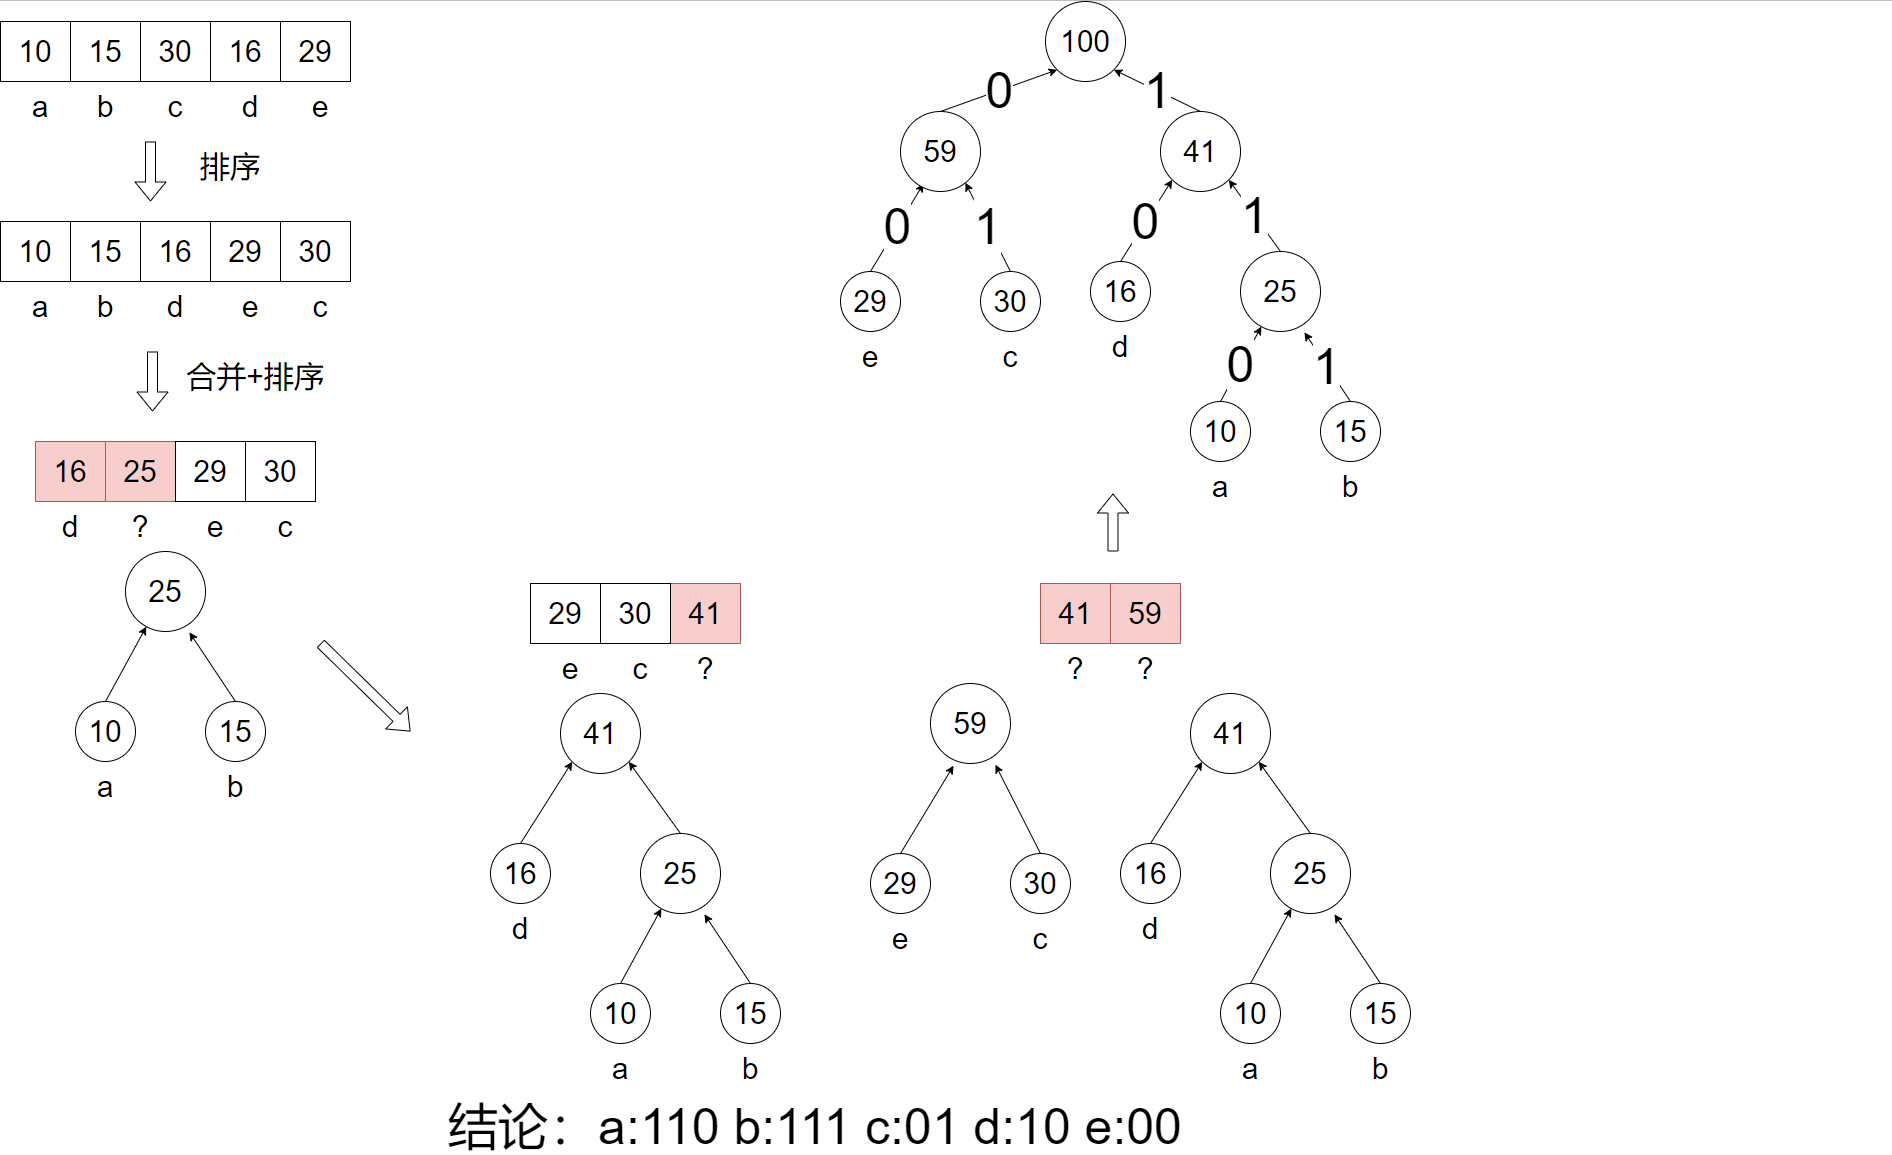 10 15 30 16 29
a b c d e
排序
10 15 16 29 30
a b d e c
合并+排序
16 25 29 30
d ? e c
25
10 15
a b
29 30 41
e c ?
41
16 25
d
10 15
a b
41 59
? ?
59 41
29 30 16 25
e c d
10 15
a b
100
0 1
59 41
0 1 0 1
29 30 16 25
e c d
0 1
10 15
a b
结论：a:110 b:111 c:01 d:10 e:00